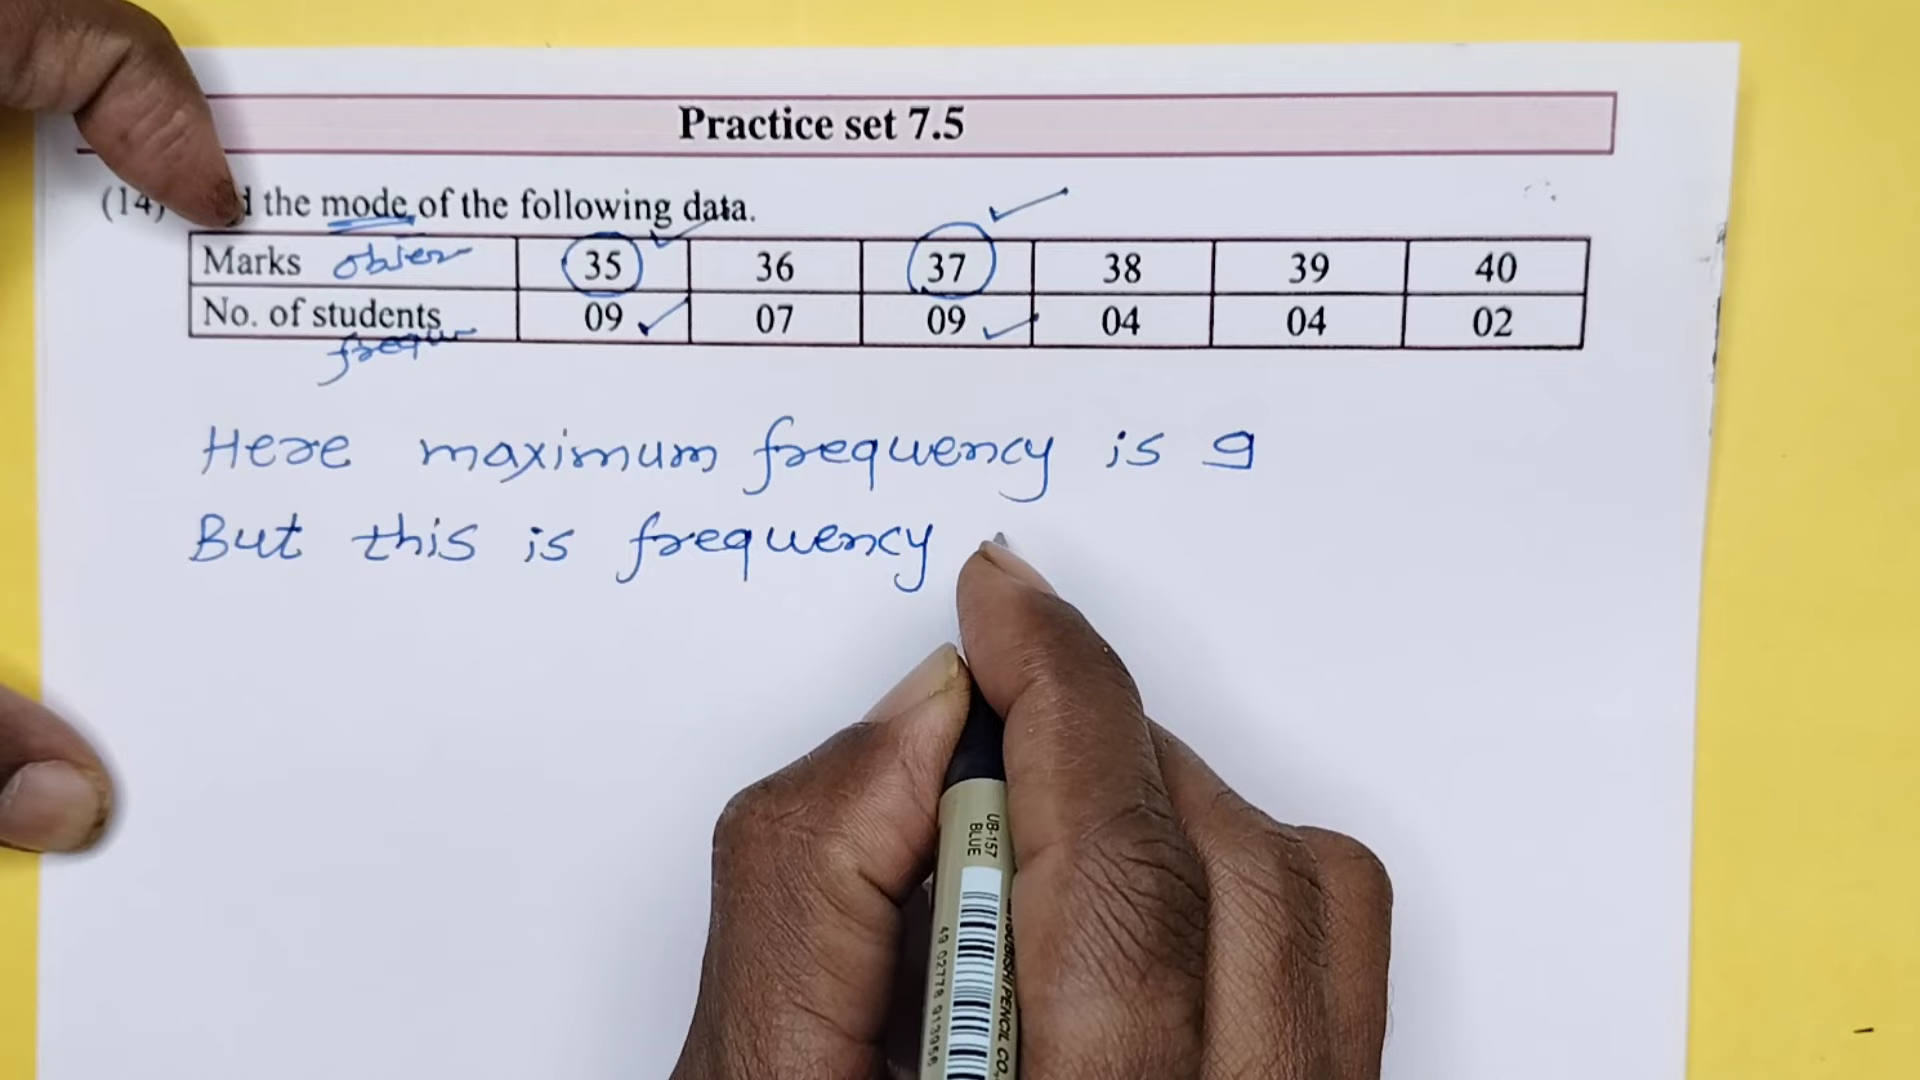 Practice set 7.5
(14) the mode of the following data.
Marks obser 35 36 37 38 39 40
No. of students 09 07 09 04 04 02
frequ
Here maximum frequency is 9
But this is frequency
UB-157
BLUE